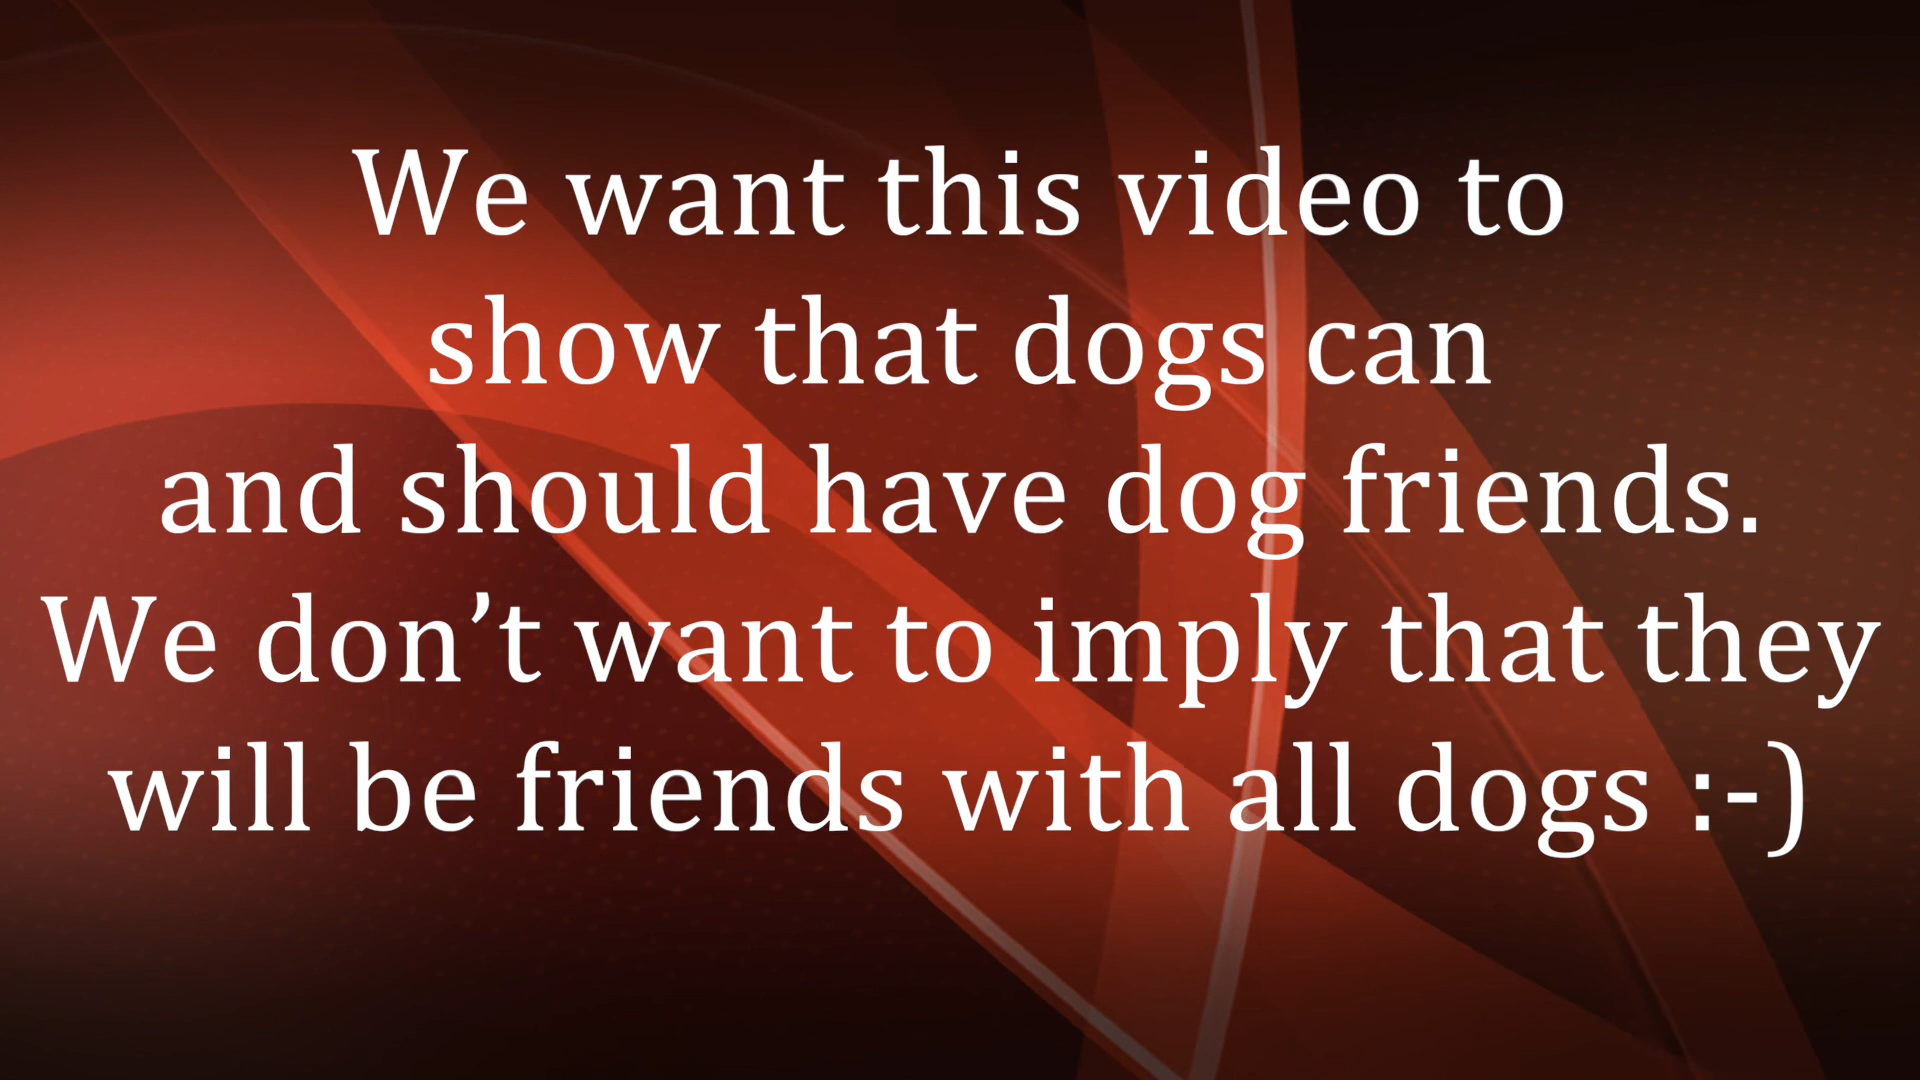 We want this video to
show that dogs can
and should have dog friends.
We don’t want to imply that they
will be friends with all dogs :-)